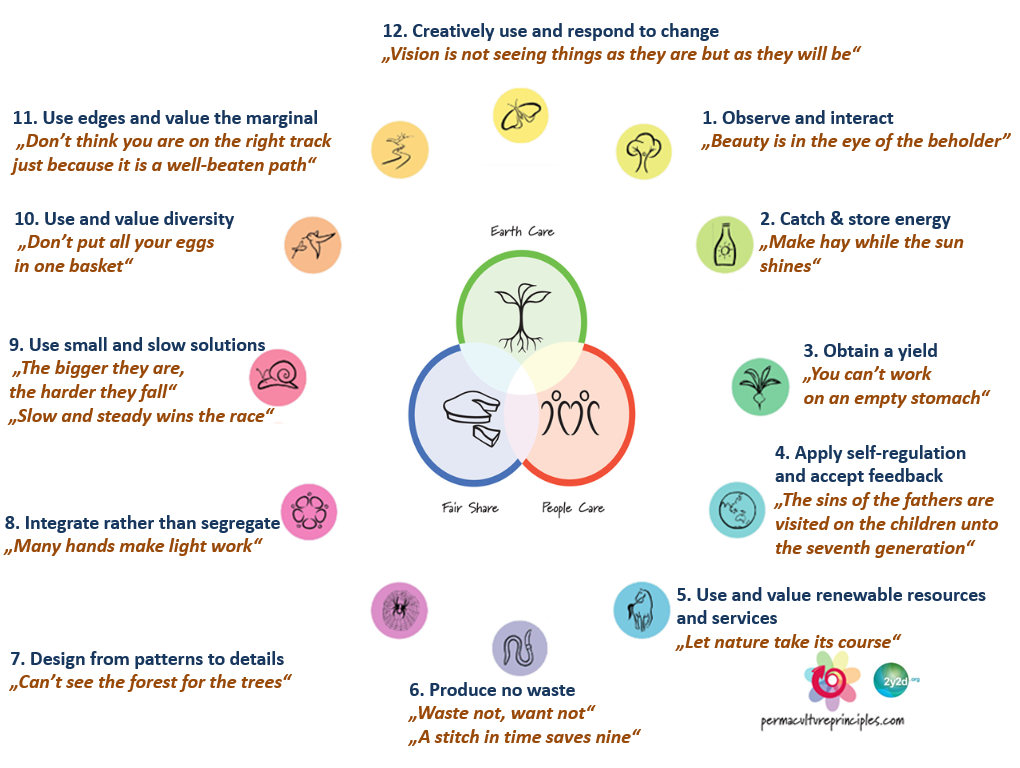 12. Creatively use and respond to change
„Vision is not seeing things as they are but as they will be“
1. Observe and interact
„Beauty is in the eye of the beholder”
2. Catch & store energy
„Make hay while the sun
shines“
3. Obtain a yield
„You can’t work
on an empty stomach“
4. Apply self-regulation
and accept feedback
„The sins of the fathers are
visited on the children unto
the seventh generation“
5. Use and value renewable resources
and services
„Let nature take its course“
6. Produce no waste
„Waste not, want not“
„A stitch in time saves nine“
7. Design from patterns to details
„Can’t see the forest for the trees“
8. Integrate rather than segregate
„Many hands make light work“
9. Use small and slow solutions
„The bigger they are,
the harder they fall“
„Slow and steady wins the race“
10. Use and value diversity
„Don’t put all your eggs
in one basket“
11. Use edges and value the marginal
„Don’t think you are on the right track
just because it is a well-beaten path“
Earth Care
Fair Share
People Care
2y2d.org
permacultureprinciples.com